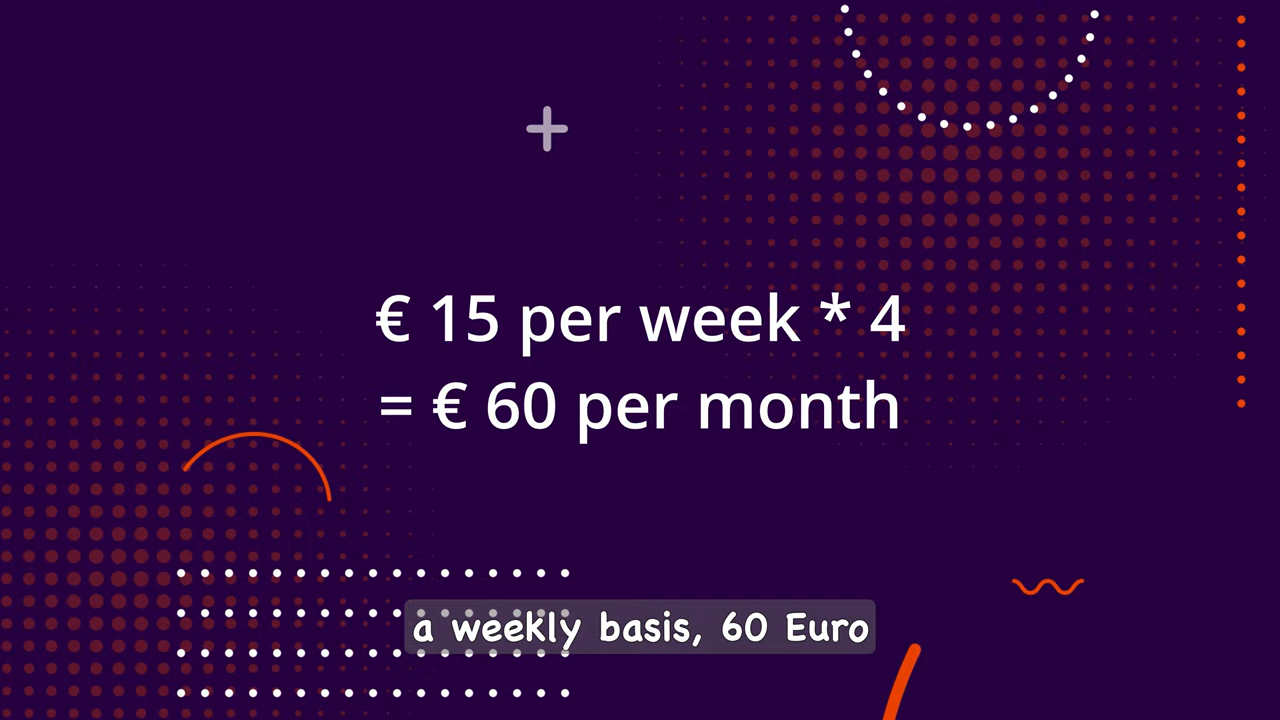 € 15 per week * 4
= € 60 per month
a weekly basis, 60 Euro